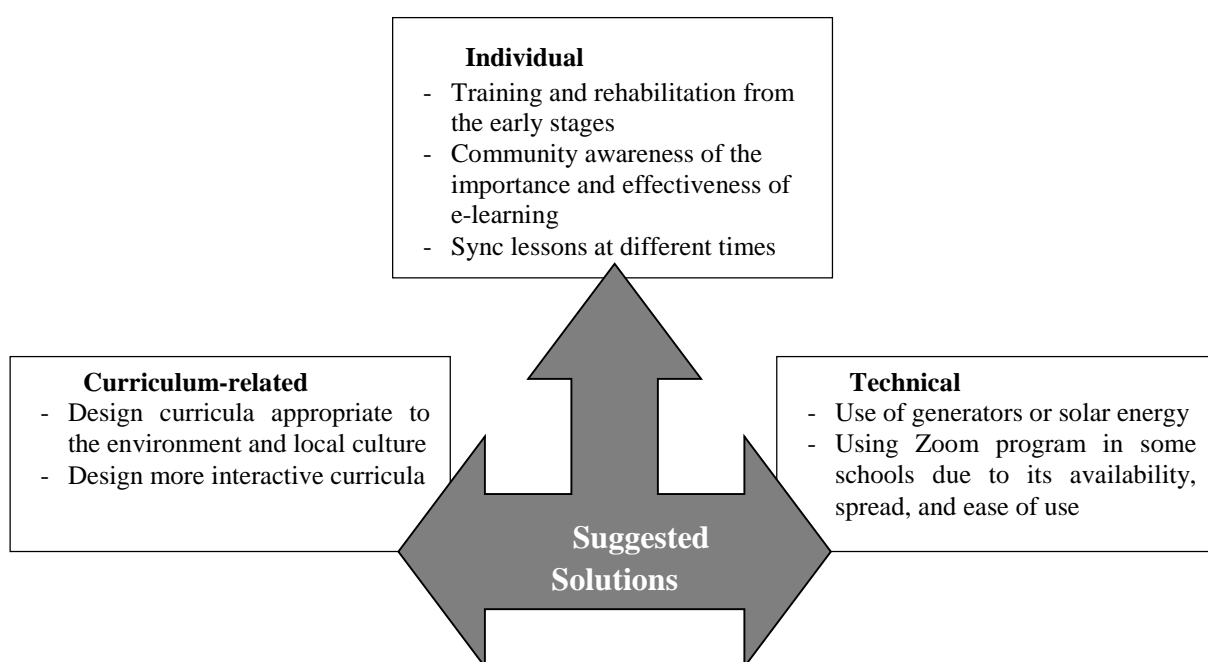 Individual
- Training and rehabilitation from
the early stages
- Community awareness of the
importance and effectiveness of
e-learning
- Sync lessons at different times
Curriculum-related
- Design curricula appropriate to
the environment and local culture
- Design more interactive curricula
Technical
- Use of generators or solar energy
- Using Zoom program in some
schools due to its availability,
spread, and ease of use
Suggested
Solutions